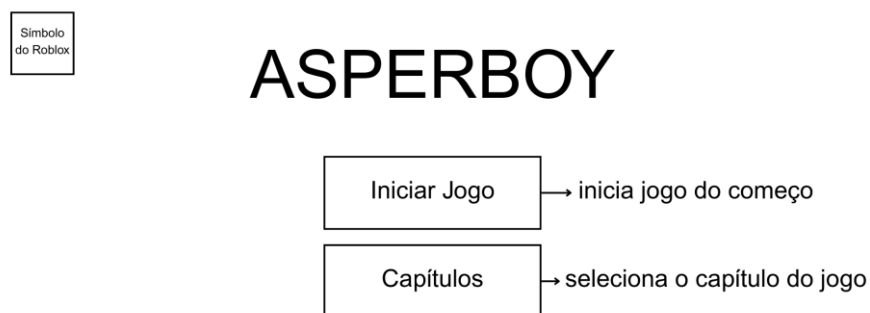 Símbolo
do Roblox
ASPERBOY
Iniciar Jogo
inicia jogo do começo
Capítulos
seleciona o capítulo do jogo